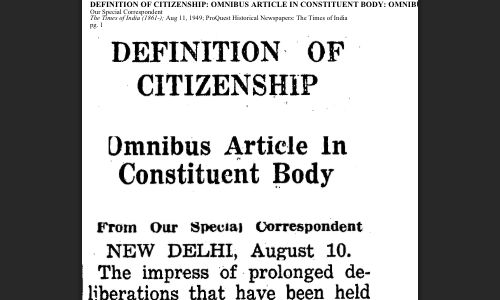 DEFINITION OF CITIZENSHIP: OMNIBUS ARTICLE IN CONSTITUENT BODY: OMNIBU
Our Special Correspondent
The Times of India (1861-); Aug 11, 1949; ProQuest Historical Newspapers: The Times of India
pg. 1
DEFINITION OF
CITIZENSHIP
Omnibus Article In
Constituent Body
From Our Special Correspondent
NEW DELHI, August 10.
The impress of prolonged de-
liberations that have been held